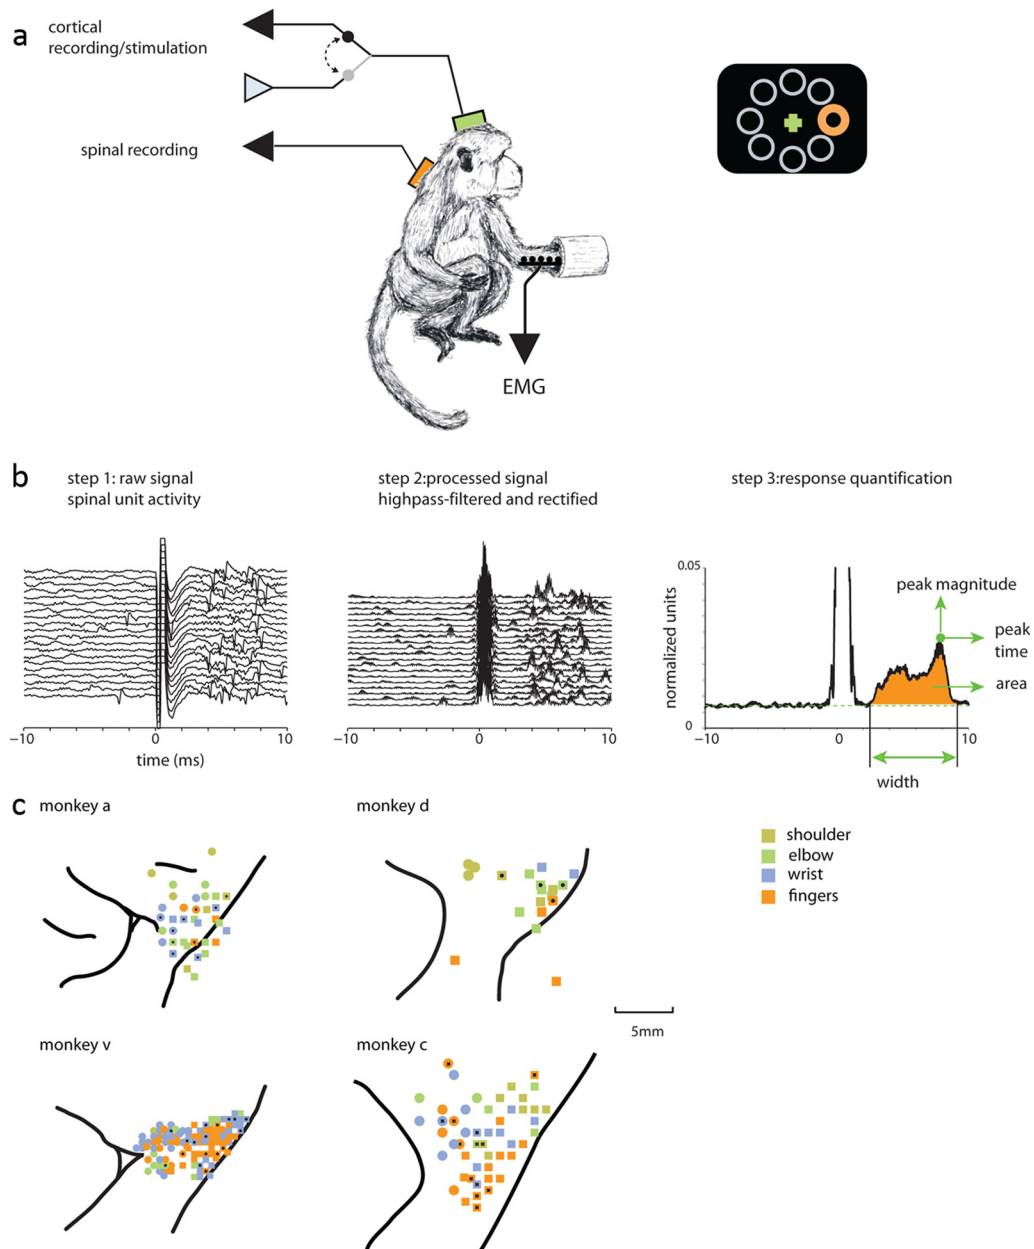 a
cortical
recording/stimulation
spinal recording
EMG
b
step 1: raw signal
spinal unit activity
step 2:processed signal
highpass-filtered and rectified
step 3:response quantification
−10 0 10
time (ms)
−10 0 10
0.05
normalized units
0
−10 0 10
peak magnitude
peak
time
area
width
c
monkey a
monkey d
shoulder
elbow
wrist
fingers
5mm
monkey v
monkey c